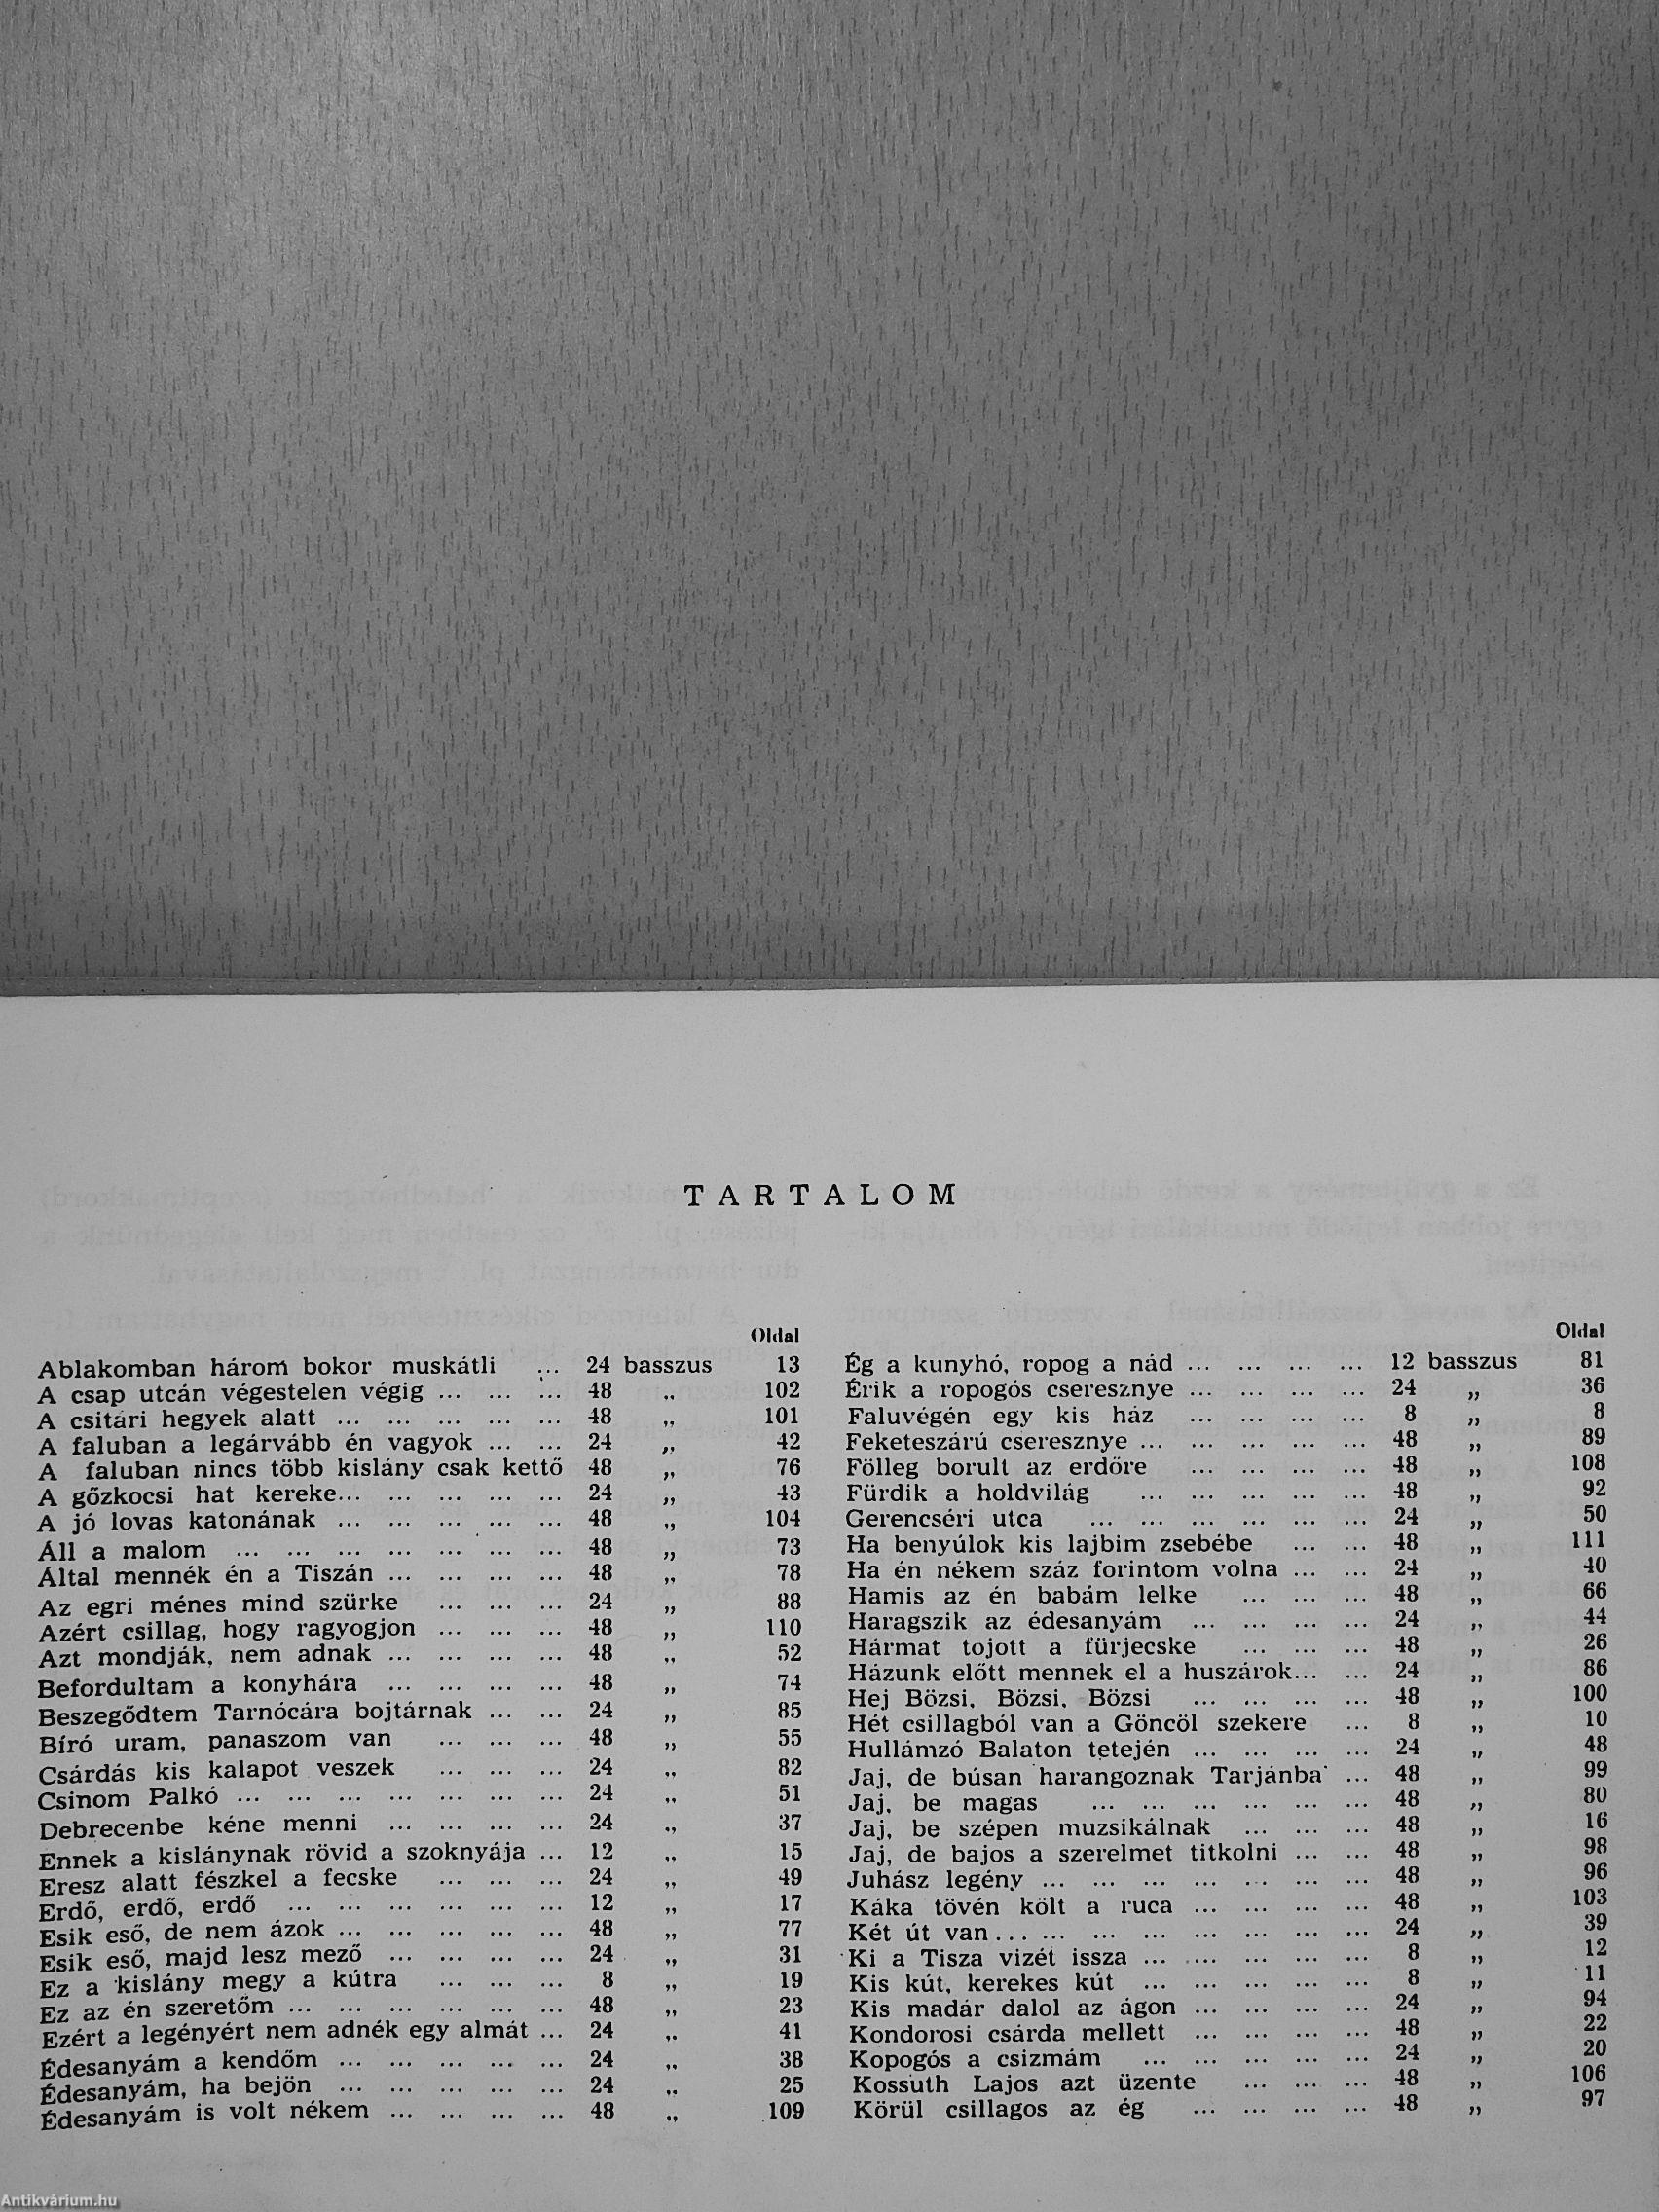 TARTALOM
Oldal
Ablakomban három bokor muskátli ... 24 basszus 13
A csap utcán végestelen végig ... ... ... 48 „ 102
A csitári hegyek alatt ... ... ... ... ... 48 „ 101
A faluban a legárvább én vagyok ... ... 24 „ 42
A faluban nincs több kislány csak kettő 48 „ 76
A gőzkocsi hat kereke... ... ... ... ... 24 „ 43
A jó lovas katonának ... ... ... ... ... 48 „ 104
Áll a malom ... ... ... ... ... ... ... 48 „ 73
Által mennék én a Tiszán ... ... ... ... 48 „ 78
Az egri ménes mind szürke ... ... ... 24 „ 88
Azért csillag, hogy ragyogjon ... ... ... 48 „ 110
Azt mondják, nem adnak ... ... ... ... 48 „ 52
Befordultam a konyhára ... ... ... ... 48 „ 74
Beszegődtem Tarnócára bojtárnak ... ... 24 „ 85
Bíró uram, panaszom van ... ... ... 48 „ 55
Csárdás kis kalapot veszek ... ... ... 24 „ 82
Csinom Palkó ... ... ... ... ... ... ... 24 „ 51
Debrecenbe kéne menni ... ... ... ... 24 „ 37
Ennek a kislánynak rövid a szoknyája ... 12 „ 15
Eresz alatt fészkel a fecske ... ... ... 24 „ 49
Erdő, erdő, erdő ... ... ... ... ... ... 12 „ 17
Esik eső, de nem ázok ... ... ... ... ... 48 „ 77
Esik eső, majd lesz mező ... ... ... ... 24 „ 31
Ez a kislány megy a kútra ... ... ... 8 „ 19
Ez az én szeretőm ... ... ... ... ... ... 48 „ 23
Ezért a legényért nem adnék egy almát ... 24 „ 41
Édesanyám a kendőm ... ... ... ... ... 24 „ 38
Édesanyám, ha bejön ... ... ... ... ... 24 „ 25
Édesanyám is volt nékem ... ... ... ... 48 „ 109
Oldal
Ég a kunyhó, ropog a nád ... ... ... ... 12 basszus 81
Érik a ropogós cseresznye ... ... ... ... 24 „ 36
Faluvégén egy kis ház ... ... ... ... 8 „ 8
Feketeszárú cseresznye ... ... ... ... ... 48 „ 89
Fölleg borult az erdőre ... ... ... ... 48 „ 108
Fürdik a holdvilág ... ... ... ... ... 48 „ 92
Gerencséri utca ... ... ... ... ... ... 24 „ 50
Ha benyúlok kis lajbim zsebébe ... ... 48 „ 111
Ha én nékem száz forintom volna ... ... 24 „ 40
Hamis az én babám lelke ... ... ... 48 „ 66
Haragszik az édesanyám ... ... ... ... 24 „ 44
Hármat tojott a fürjecske ... ... ... 48 „ 26
Házunk előtt mennek el a huszárok... ... 24 „ 86
Hej Bözsi, Bözsi, Bözsi ... ... ... ... 48 „ 100
Hét csillagból van a Göncöl szekere ... 8 „ 10
Hullámzó Balaton tetején ... ... ... ... 24 „ 48
Jaj, de búsan harangoznak Tarjánba' ... 48 „ 99
Jaj, be magas ... ... ... ... ... ... 48 „ 80
Jaj, be szépen muzsikálnak ... ... ... 48 „ 16
Jaj, de bajos a szerelmet titkolni ... ... 48 „ 98
Juhász legény ... ... ... ... ... ... ... 48 „ 96
Káka tövén költ a ruca ... ... ... ... 48 „ 103
Két út van... ... ... ... ... ... ... ... 24 „ 39
Ki a Tisza vizét issza ... ... ... ... ... 8 „ 12
Kis kút, kerekes kút ... ... ... ... ... 8 „ 11
Kis madár dalol az ágon ... ... ... ... 24 „ 94
Kondorosi csárda mellett ... ... ... ... 48 „ 22
Kopogós a csizmám ... ... ... ... ... 24 „ 20
Kossuth Lajos azt üzente ... ... ... 48 „ 106
Körül csillagos az ég ... ... ... ... 48 „ 97
Antikvárium.hu